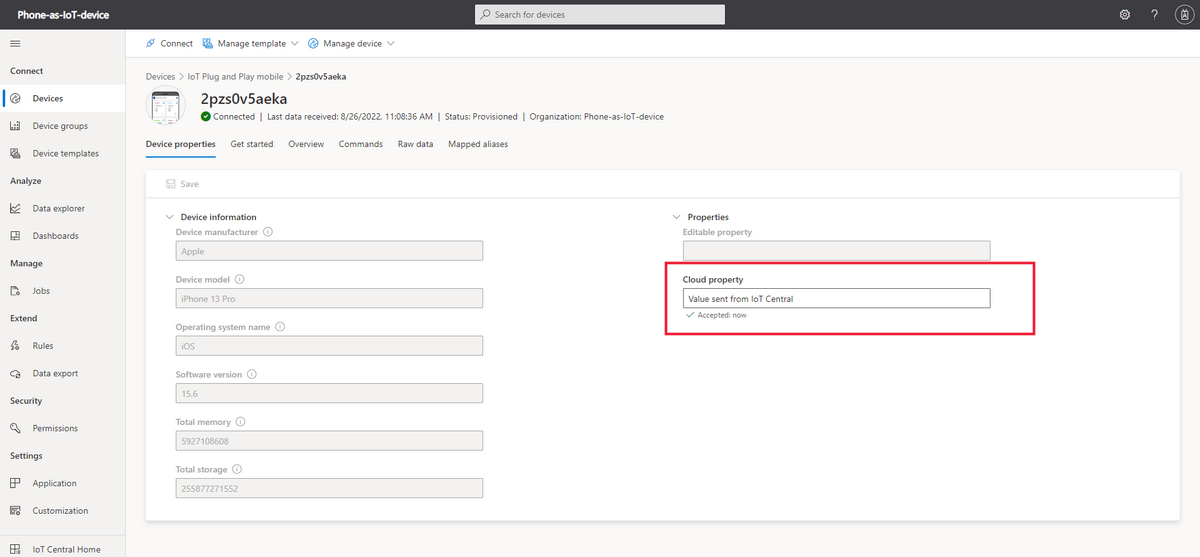 Phone-as-IoT-device
Search for devices
Connect
Manage template
Manage device
Connect
Devices
Device groups
Device templates
Analyze
Data explorer
Dashboards
Manage
Jobs
Extend
Rules
Data export
Security
Permissions
Settings
Application
Customization
IoT Central Home
Devices > IoT Plug and Play mobile > 2pzs0v5aeka
2pzs0v5aeka
Connected | Last data received: 8/26/2022, 11:08:36 AM | Status: Provisioned | Organization: Phone-as-IoT-device
Device properties Get started Overview Commands Raw data Mapped aliases
Save
Device information
Device manufacturer
Apple
Device model
iPhone 13 Pro
Operating system name
iOS
Software version
15.6
Total memory
5927108608
Total storage
255877271552
Properties
Editable property
Cloud property
Value sent from IoT Central
Accepted: now